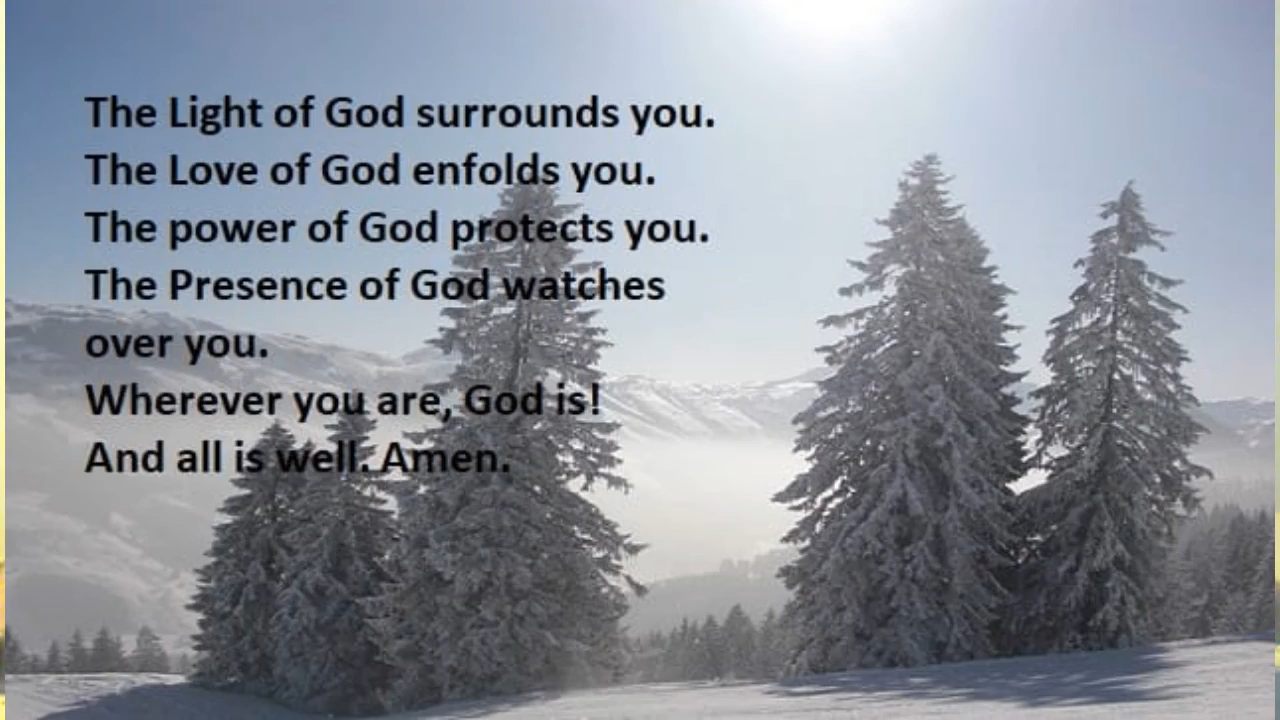 The Light of God surrounds you.
The Love of God enfolds you.
The power of God protects you.
The Presence of God watches
over you.
Wherever you are, God is!
And all is well. Amen.